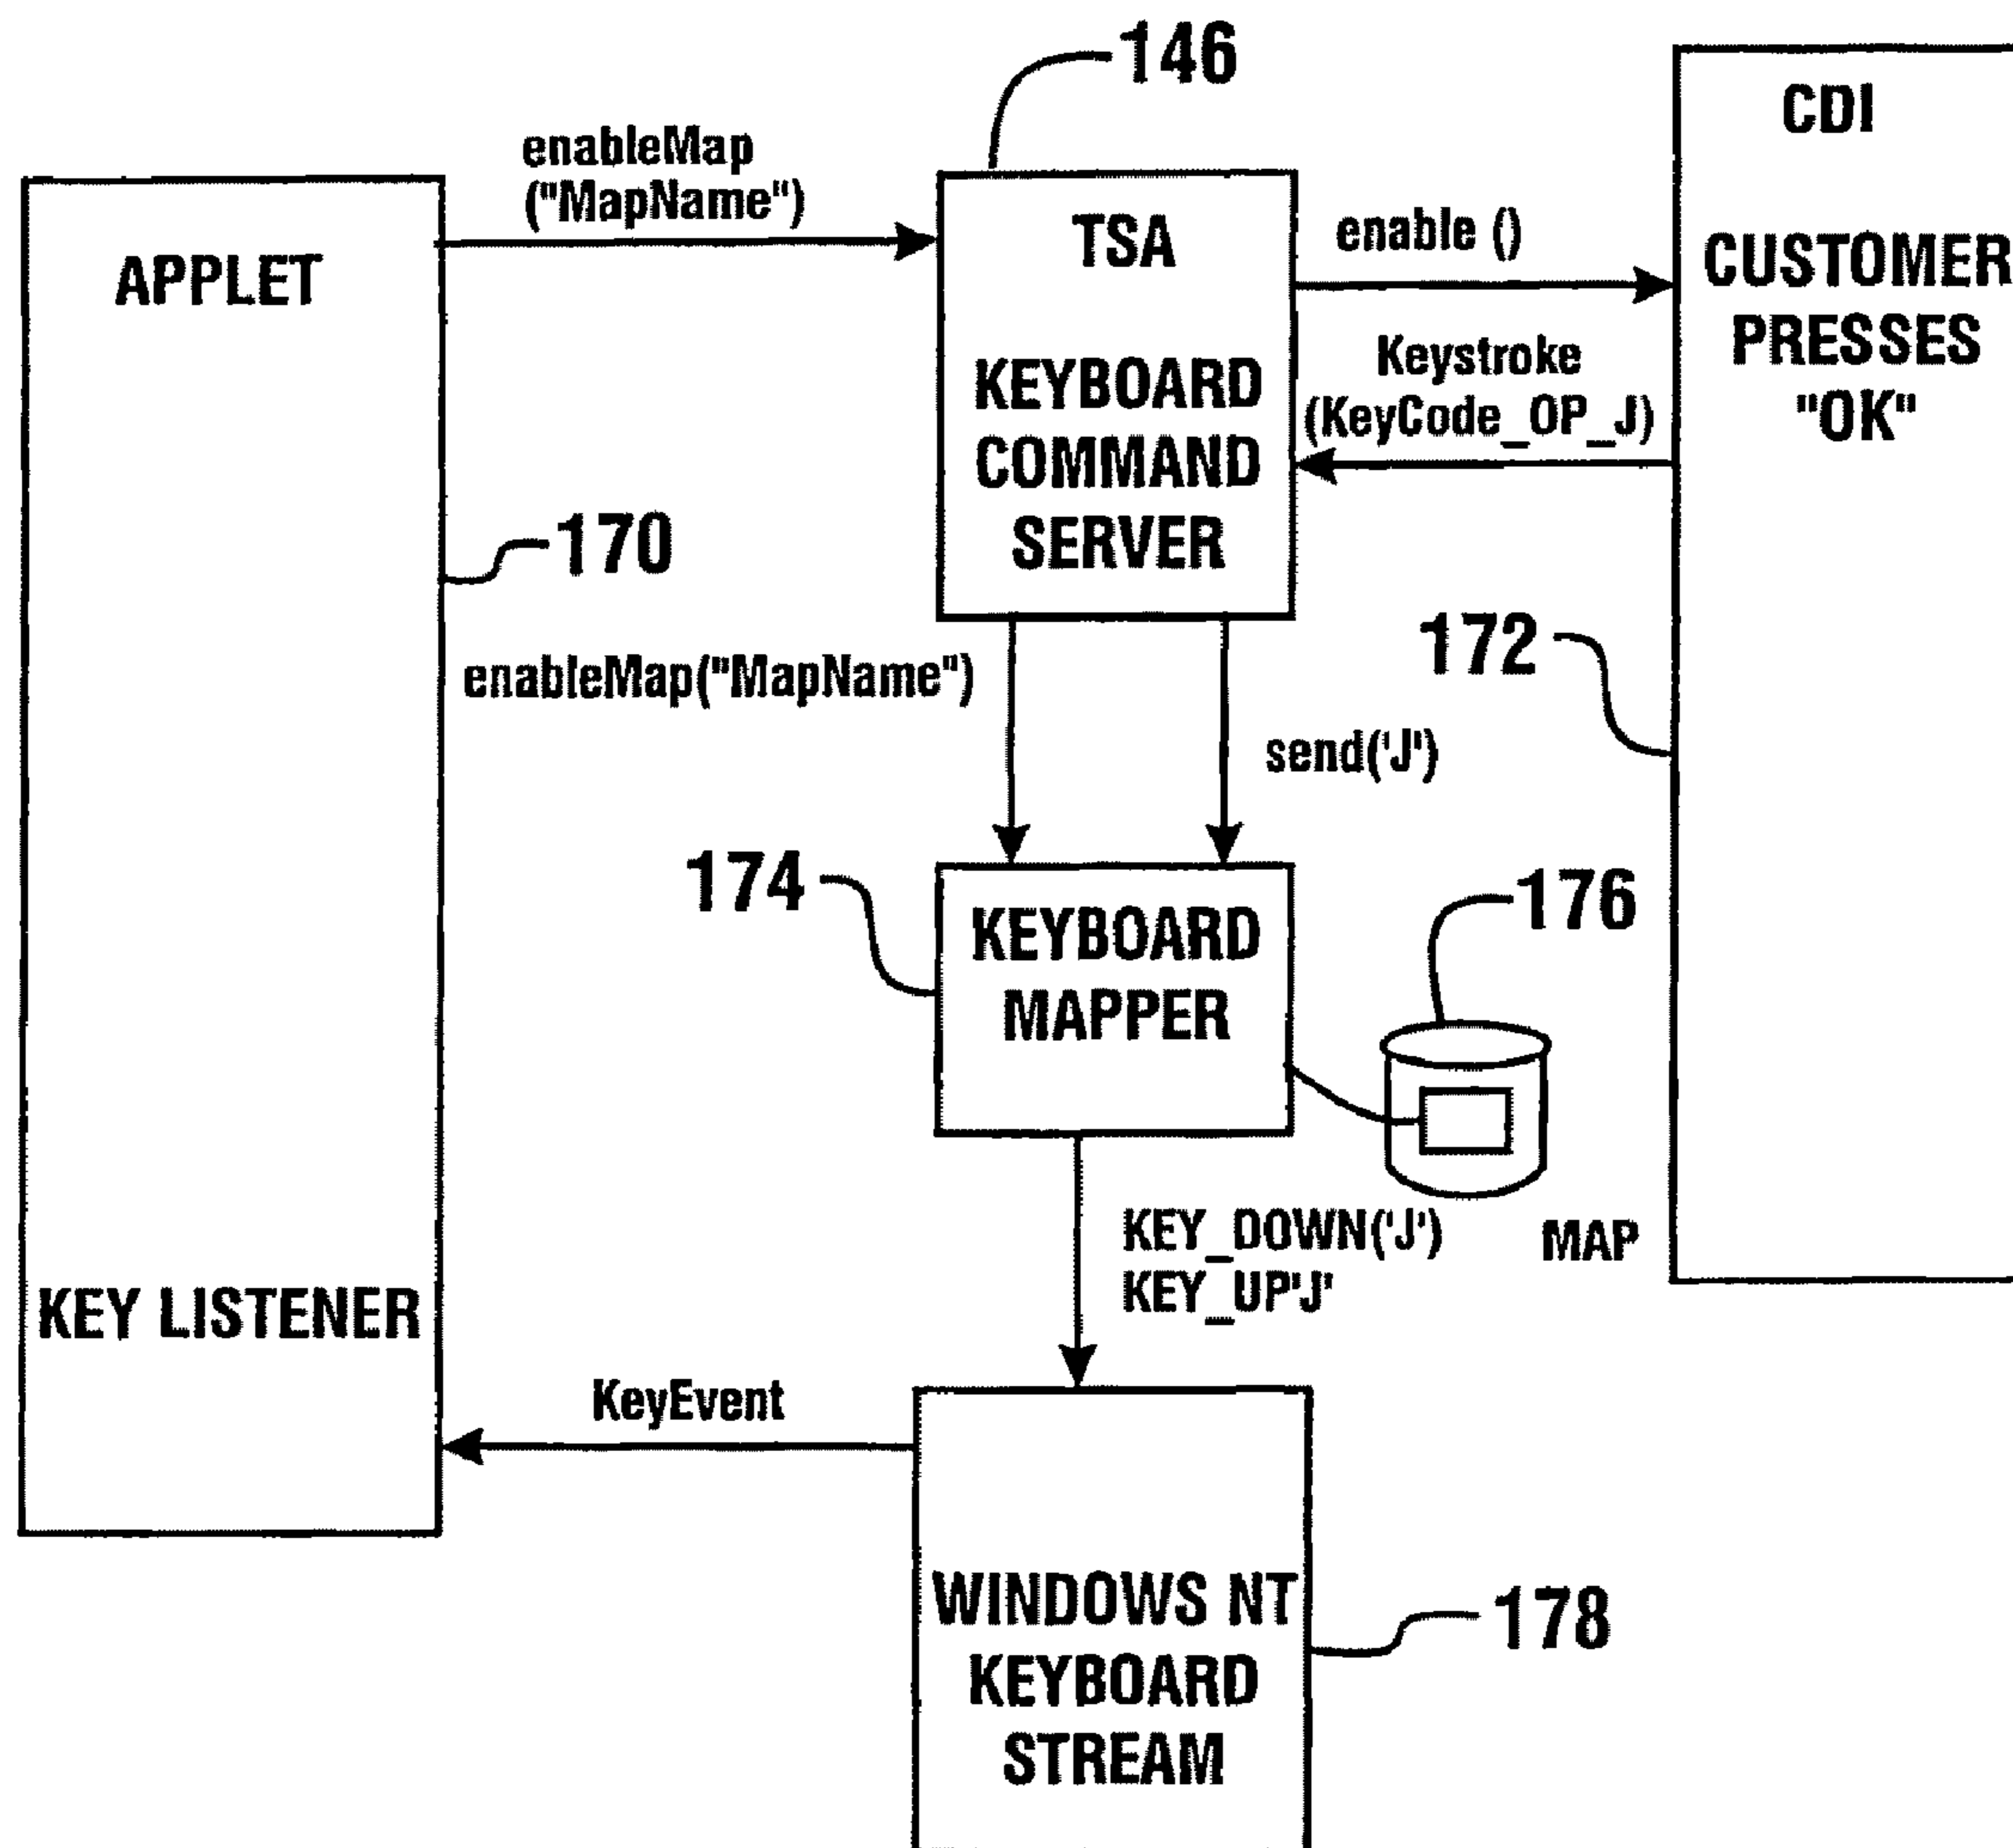 146
enableMap
("MapName")
APPLET
TSA
KEYBOARD
COMMAND
SERVER
enable ()
Keystroke
(KeyCode_OP_J)
CDI
CUSTOMER
PRESSES
"OK"
170
172
enableMap("MapName")
send('J')
174
KEYBOARD
MAPPER
176
MAP
KEY_DOWN('J')
KEY_UP'J'
KEY LISTENER
KeyEvent
WINDOWS NT
KEYBOARD
STREAM
178